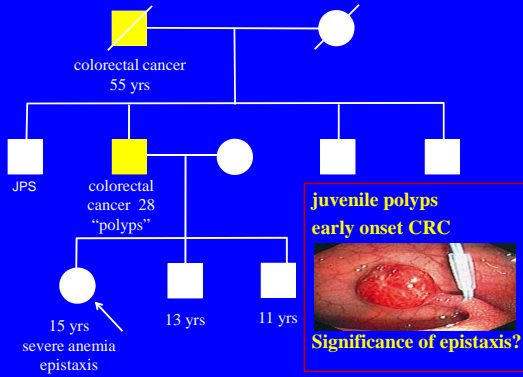 colorectal cancer
55 yrs
JPS
colorectal
cancer 28
“polyps”
juvenile polyps
early onset CRC
15 yrs
severe anemia
epistaxis
13 yrs
11 yrs
Significance of epistaxis?